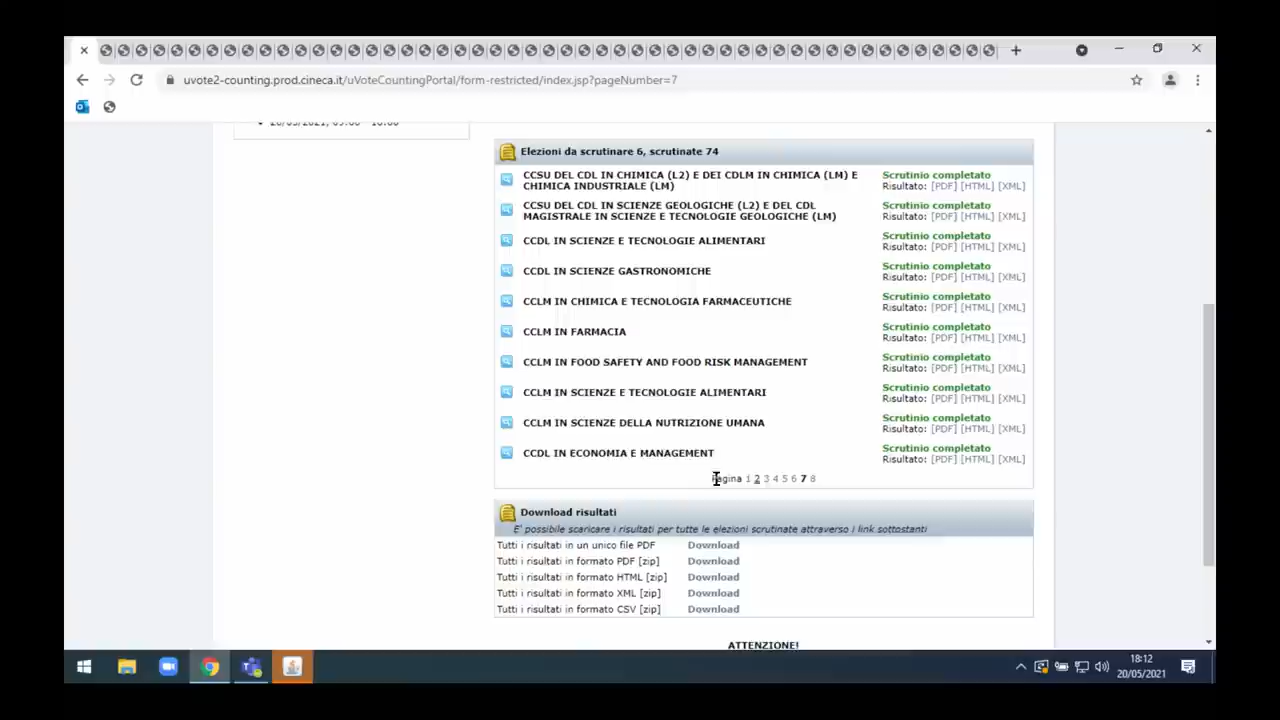 uvote2-counting.prod.cineca.it/uVoteCountingPortal/form-restricted/index.jsp?pageNumber=7
Elezioni da scrutinare 6, scrutinate 74
CCSU DEL CDL IN CHIMICA (L2) E DEI CDLM IN CHIMICA (LM) E
CHIMICA INDUSTRIALE (LM)
Scrutinio completato
Risultato: [PDF] [HTML] [XML]
CCSU DEL CDL IN SCIENZE GEOLOGICHE (L2) E DEL CDL
MAGISTRALE IN SCIENZE E TECNOLOGIE GEOLOGICHE (LM)
Scrutinio completato
Risultato: [PDF] [HTML] [XML]
CCDL IN SCIENZE E TECNOLOGIE ALIMENTARI
Scrutinio completato
Risultato: [PDF] [HTML] [XML]
CCDL IN SCIENZE GASTRONOMICHE
Scrutinio completato
Risultato: [PDF] [HTML] [XML]
CCLM IN CHIMICA E TECNOLOGIA FARMACEUTICHE
Scrutinio completato
Risultato: [PDF] [HTML] [XML]
CCLM IN FARMACIA
Scrutinio completato
Risultato: [PDF] [HTML] [XML]
CCLM IN FOOD SAFETY AND FOOD RISK MANAGEMENT
Scrutinio completato
Risultato: [PDF] [HTML] [XML]
CCLM IN SCIENZE E TECNOLOGIE ALIMENTARI
Scrutinio completato
Risultato: [PDF] [HTML] [XML]
CCLM IN SCIENZE DELLA NUTRIZIONE UMANA
Scrutinio completato
Risultato: [PDF] [HTML] [XML]
CCDL IN ECONOMIA E MANAGEMENT
Scrutinio completato
Risultato: [PDF] [HTML] [XML]
Pagina 1 2 3 4 5 6 7 8
Download risultati
E' possibile scaricare i risultati per tutte le elezioni scrutinate attraverso i link sottostanti
Tutti i risultati in un unico file PDF Download
Tutti i risultati in formato PDF [zip] Download
Tutti i risultati in formato HTML [zip] Download
Tutti i risultati in formato XML [zip] Download
Tutti i risultati in formato CSV [zip] Download
ATTENZIONE!
18:12
20/05/2021